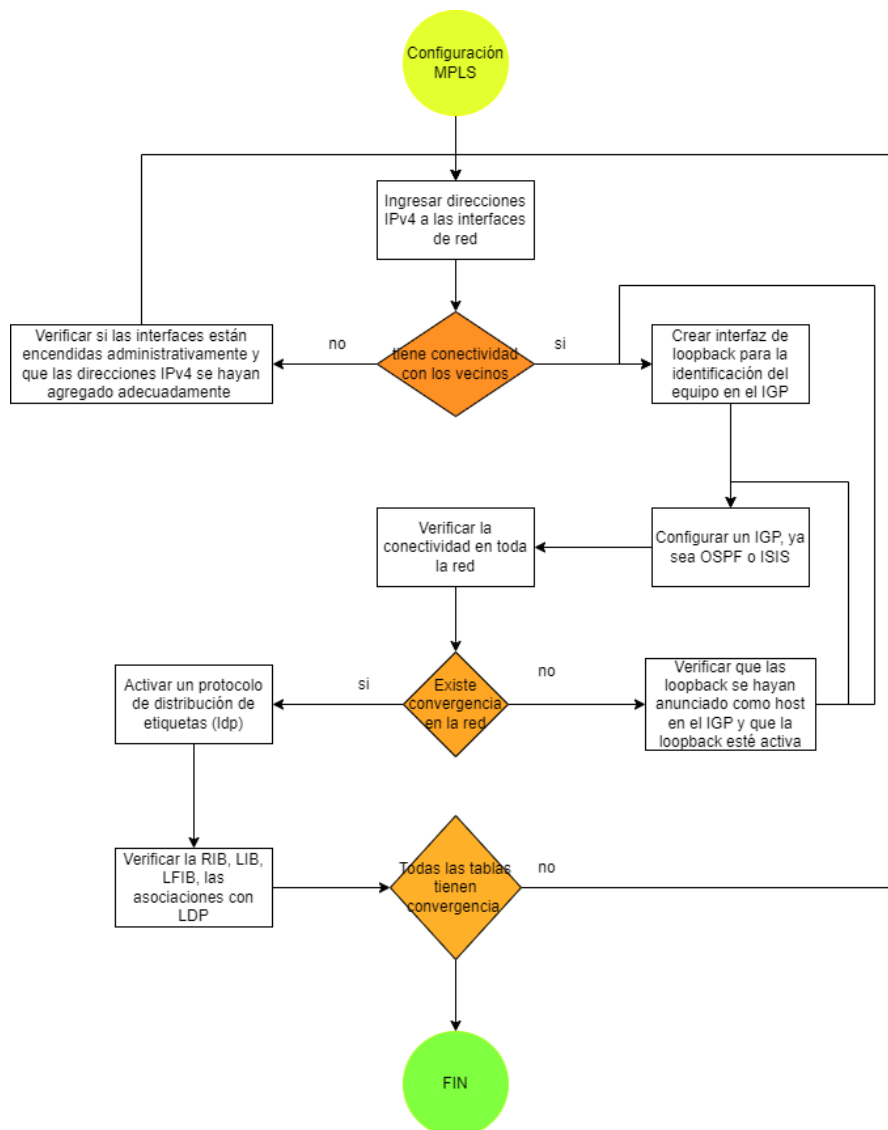 Configuración
MPLS
Ingresar direcciones
IPv4 a las interfaces
de red
Verificar si las interfaces están
encendidas administrativamente y
que las direcciones IPv4 se hayan
agregado adecuadamente
no
tiene conectividad
con los vecinos
si
Crear interfaz de
loopback para la
identificación del
equipo en el IGP
Verificar la
conectividad en toda
la red
Configurar un IGP, ya
sea OSPF o ISIS
Activar un protocolo
de distribución de
etiquetas (ldp)
si
Existe
convergencia
en la red
no
Verificar que las
loopback se hayan
anunciado como host
en el IGP y que la
loopback esté activa
Verificar la RIB, LIB,
LFIB, las
asociaciones con
LDP
Todas las tablas
tienen
convergencia
no
FIN